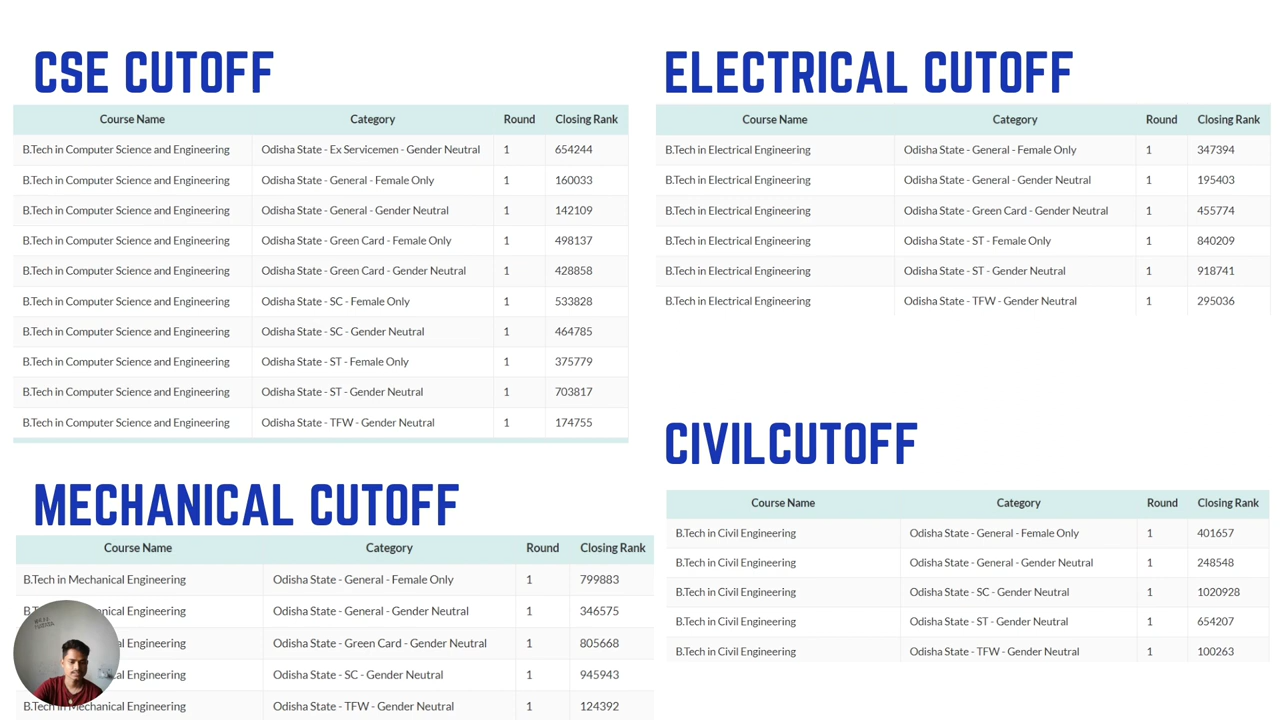 CSE CUTOFF
Course Name Category Round Closing Rank
B.Tech in Computer Science and Engineering Odisha State - Ex Servicemen - Gender Neutral 1 654244
B.Tech in Computer Science and Engineering Odisha State - General - Female Only 1 160033
B.Tech in Computer Science and Engineering Odisha State - General - Gender Neutral 1 142109
B.Tech in Computer Science and Engineering Odisha State - Green Card - Female Only 1 498137
B.Tech in Computer Science and Engineering Odisha State - Green Card - Gender Neutral 1 428858
B.Tech in Computer Science and Engineering Odisha State - SC - Female Only 1 533828
B.Tech in Computer Science and Engineering Odisha State - SC - Gender Neutral 1 464785
B.Tech in Computer Science and Engineering Odisha State - ST - Female Only 1 375779
B.Tech in Computer Science and Engineering Odisha State - ST - Gender Neutral 1 703817
B.Tech in Computer Science and Engineering Odisha State - TFW - Gender Neutral 1 174755
MECHANICAL CUTOFF
Course Name Category Round Closing Rank
B.Tech in Mechanical Engineering Odisha State - General - Female Only 1 799883
Engineering Odisha State - General - Gender Neutral 1 346575
Engineering Odisha State - Green Card - Gender Neutral 1 805668
Engineering Odisha State - SC - Gender Neutral 1 945943
Mechanical Engineering Odisha State - TFW - Gender Neutral 1 124392
ELECTRICAL CUTOFF
Course Name Category Round Closing Rank
B.Tech in Electrical Engineering Odisha State - General - Female Only 1 347394
B.Tech in Electrical Engineering Odisha State - General - Gender Neutral 1 195403
B.Tech in Electrical Engineering Odisha State - Green Card - Gender Neutral 1 455774
B.Tech in Electrical Engineering Odisha State - ST - Female Only 1 840209
B.Tech in Electrical Engineering Odisha State - ST - Gender Neutral 1 918741
B.Tech in Electrical Engineering Odisha State - TFW - Gender Neutral 1 295036
CIVILCUTOFF
Course Name Category Round Closing Rank
B.Tech in Civil Engineering Odisha State - General - Female Only 1 401657
B.Tech in Civil Engineering Odisha State - General - Gender Neutral 1 248548
B.Tech in Civil Engineering Odisha State - SC - Gender Neutral 1 1020928
B.Tech in Civil Engineering Odisha State - ST - Gender Neutral 1 654207
B.Tech in Civil Engineering Odisha State - TFW - Gender Neutral 1 100263